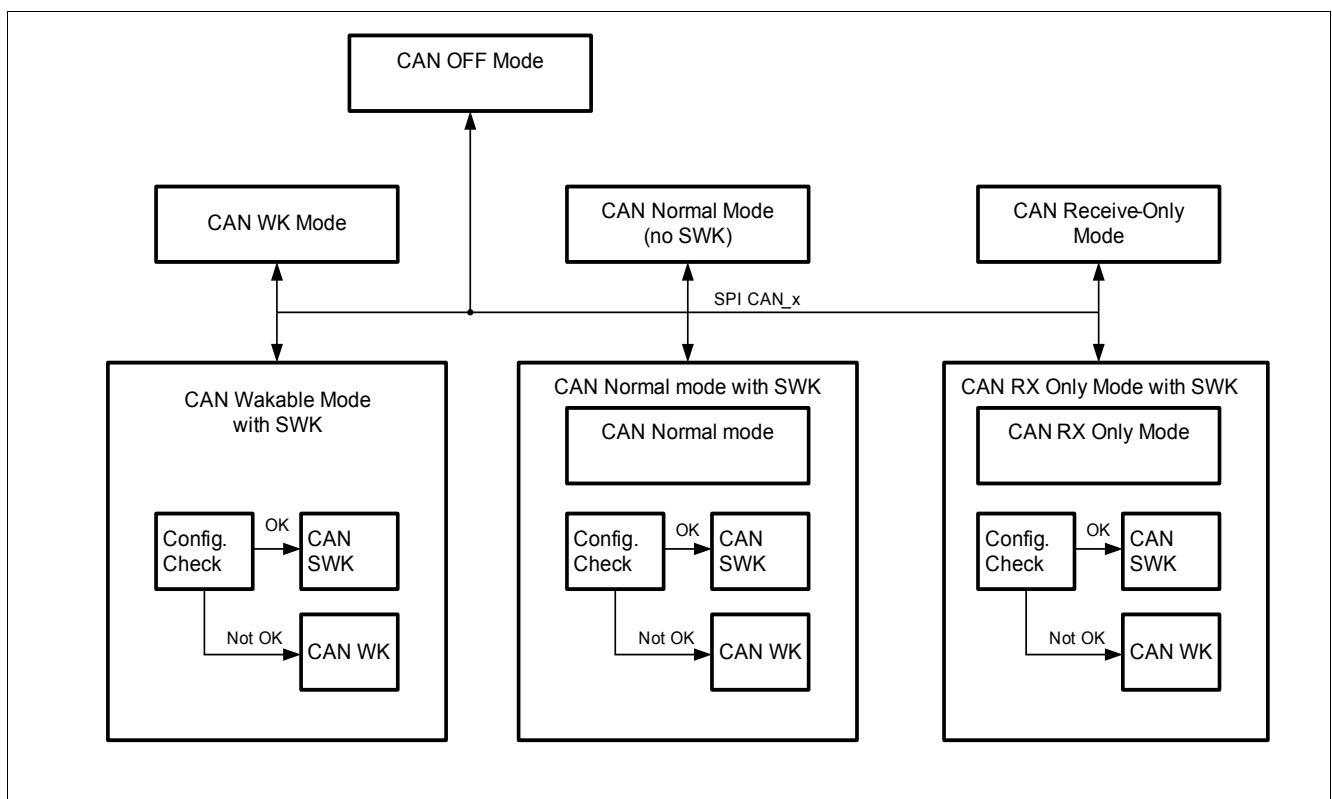 CAN OFF Mode
CAN WK Mode
CAN Normal Mode
(no SWK)
CAN Receive-Only
Mode
SPI CAN_x
CAN Wakable Mode
with SWK
Config.
Check
OK
CAN
SWK
Not OK
CAN WK
CAN Normal mode with SWK
CAN Normal mode
Config.
Check
OK
CAN
SWK
Not OK
CAN WK
CAN RX Only Mode with SWK
CAN RX Only Mode
Config.
Check
OK
CAN
SWK
Not OK
CAN WK